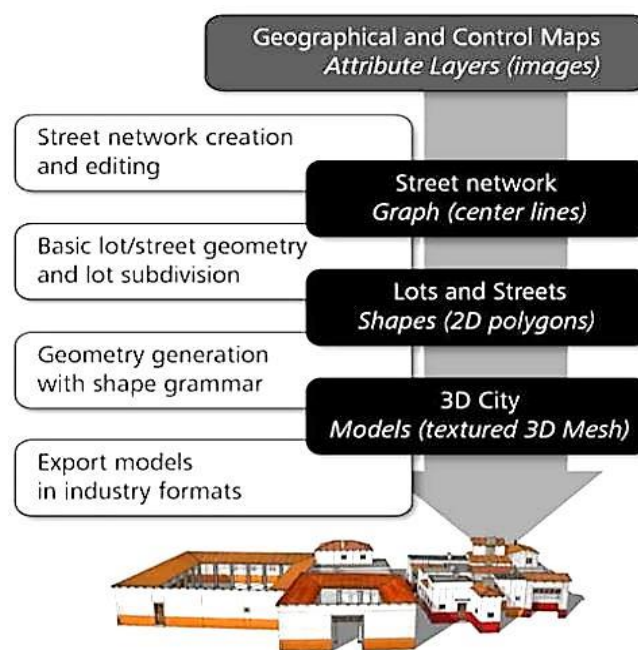 Geographical and Control Maps
Attribute Layers (images)
Street network creation
and editing
Street network
Graph (center lines)
Basic lot/street geometry
and lot subdivision
Lots and Streets
Shapes (2D polygons)
Geometry generation
with shape grammar
3D City
Models (textured 3D Mesh)
Export models
in industry formats